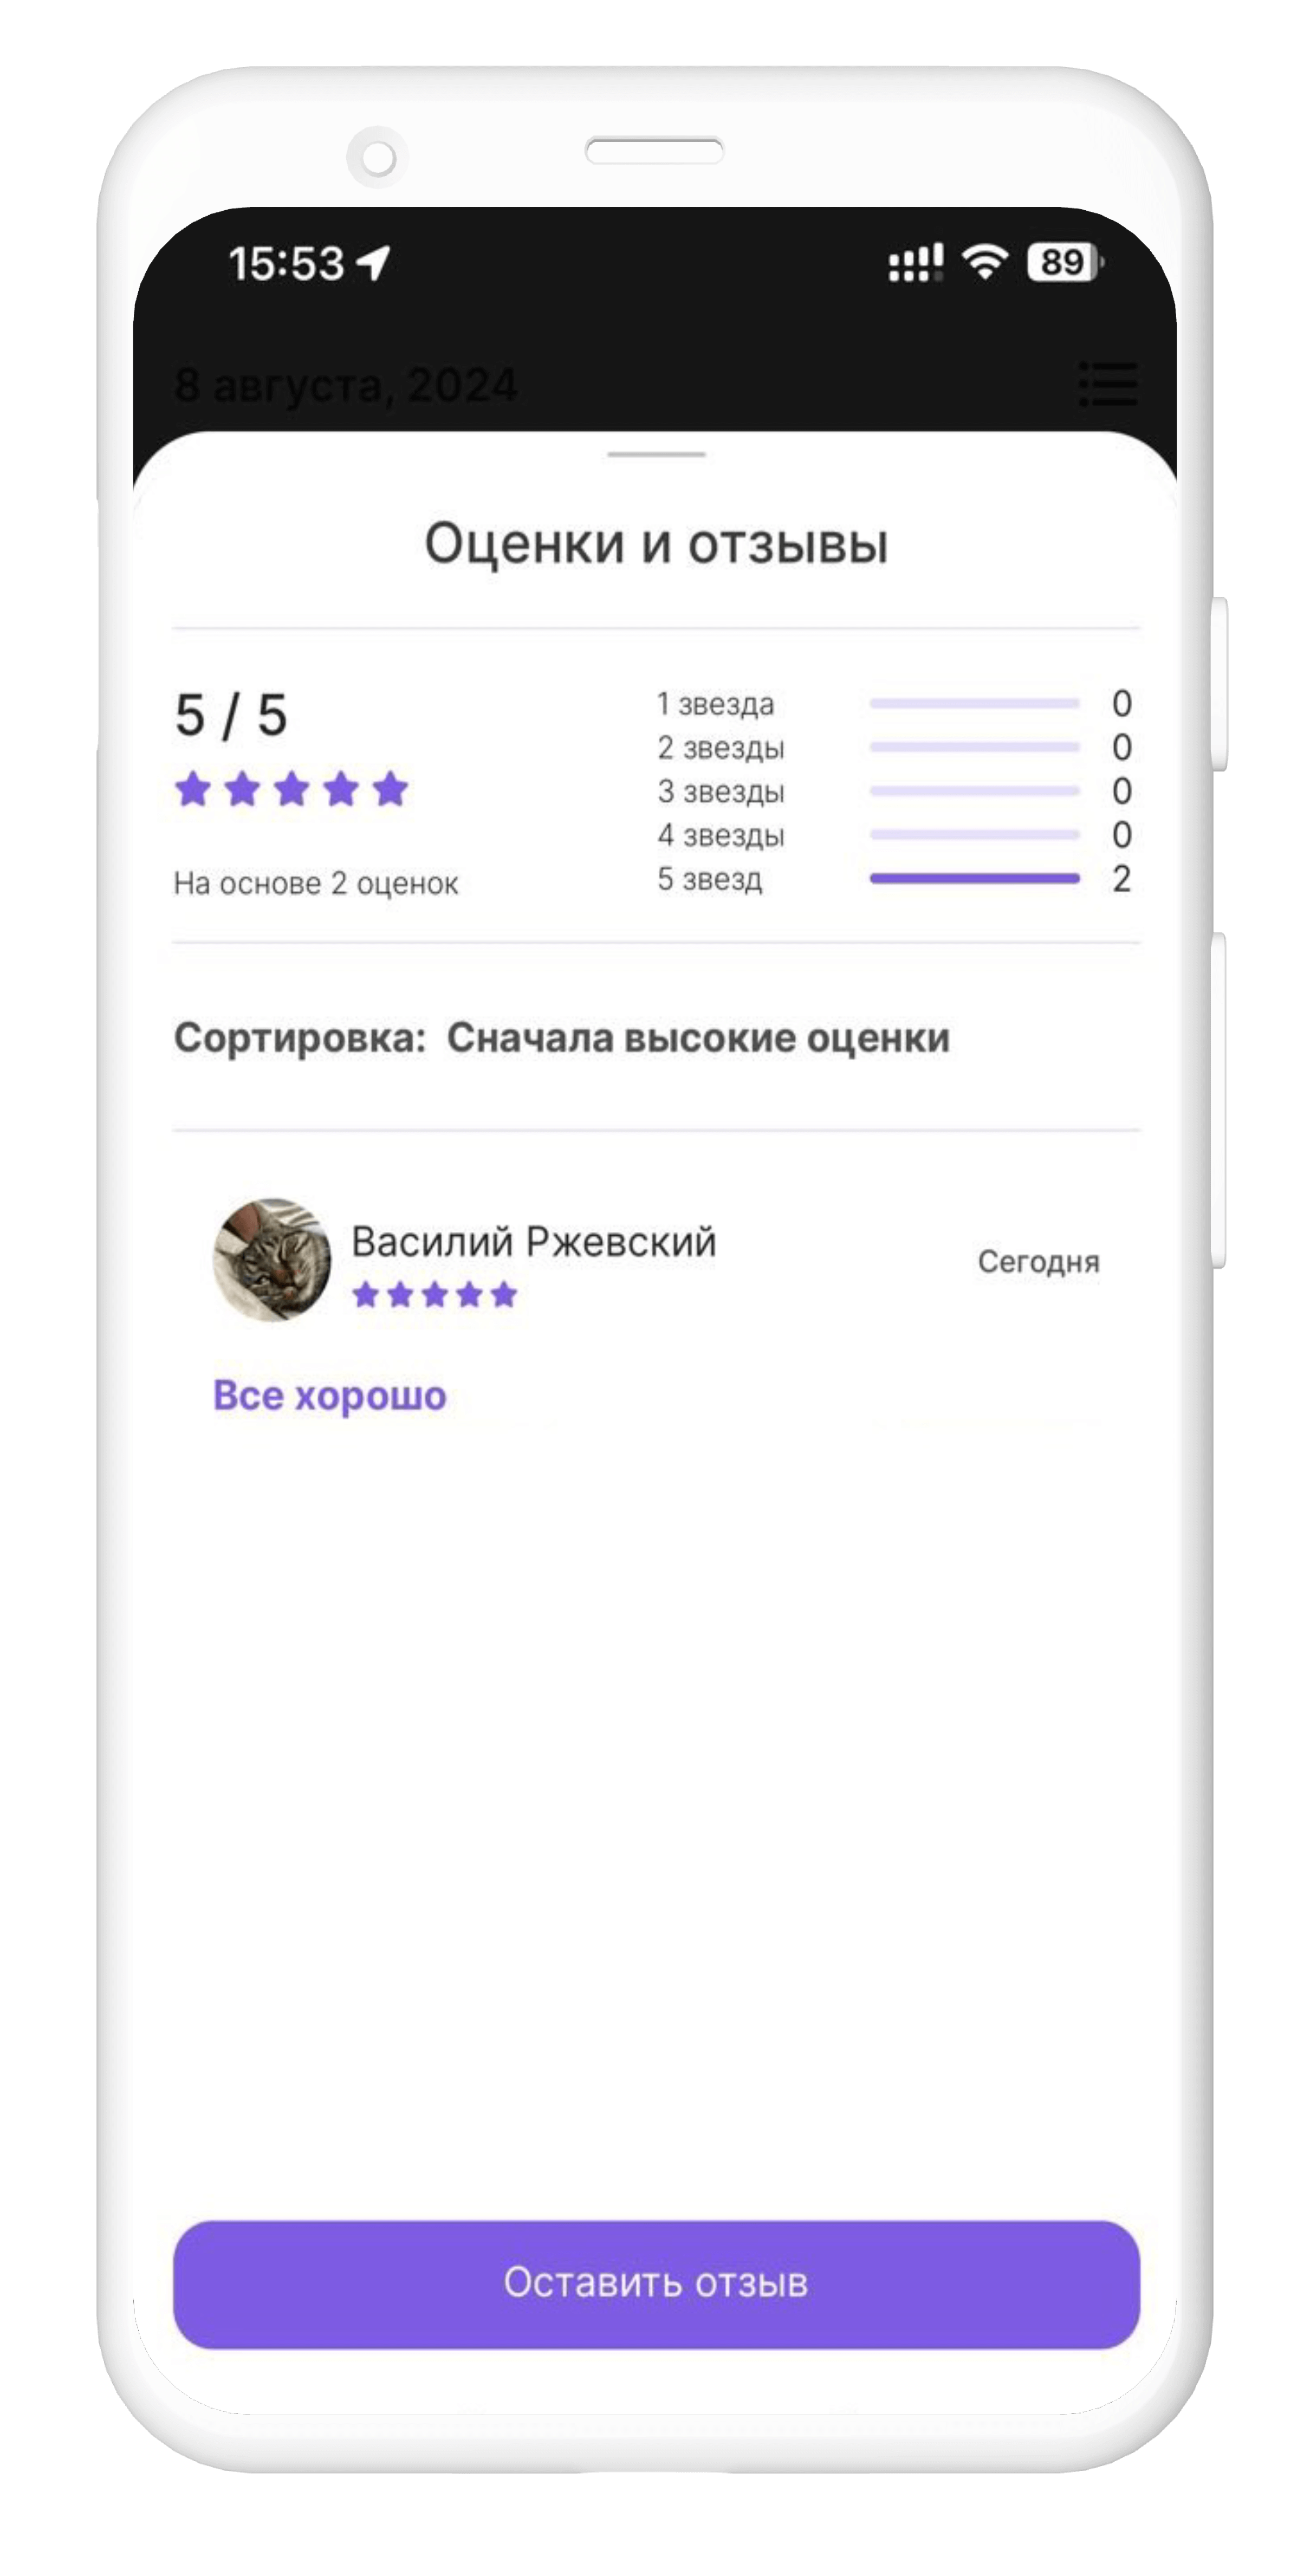 15:53
89
8 августа, 2024
Оценки и отзывы
5 / 5
На основе 2 оценок
1 звезда 0
2 звезды 0
3 звезды 0
4 звезды 0
5 звезд 2
Сортировка: Сначала высокие оценки
Василий Ржевский
Сегодня
Все хорошо
Оставить отзыв